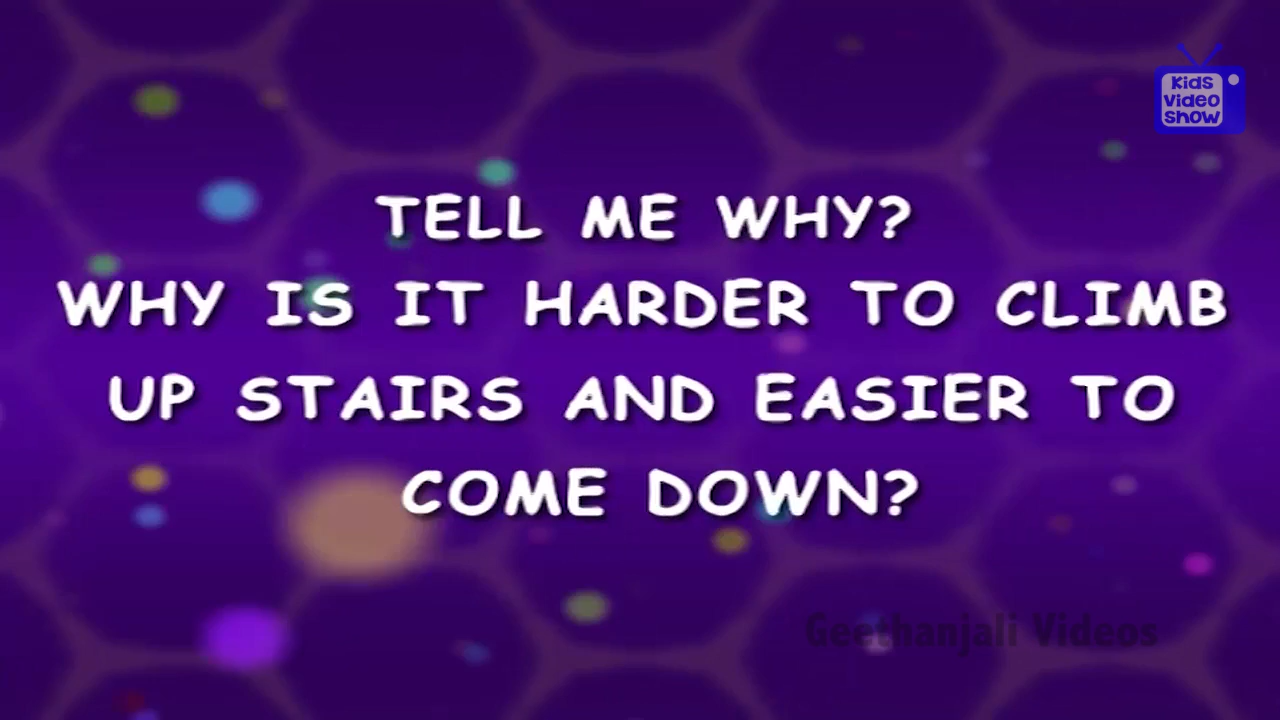 Kids
Video
Show
TELL ME WHY?
WHY IS IT HARDER TO CLIMB
UP STAIRS AND EASIER TO
COME DOWN?
Geethanjali Videos